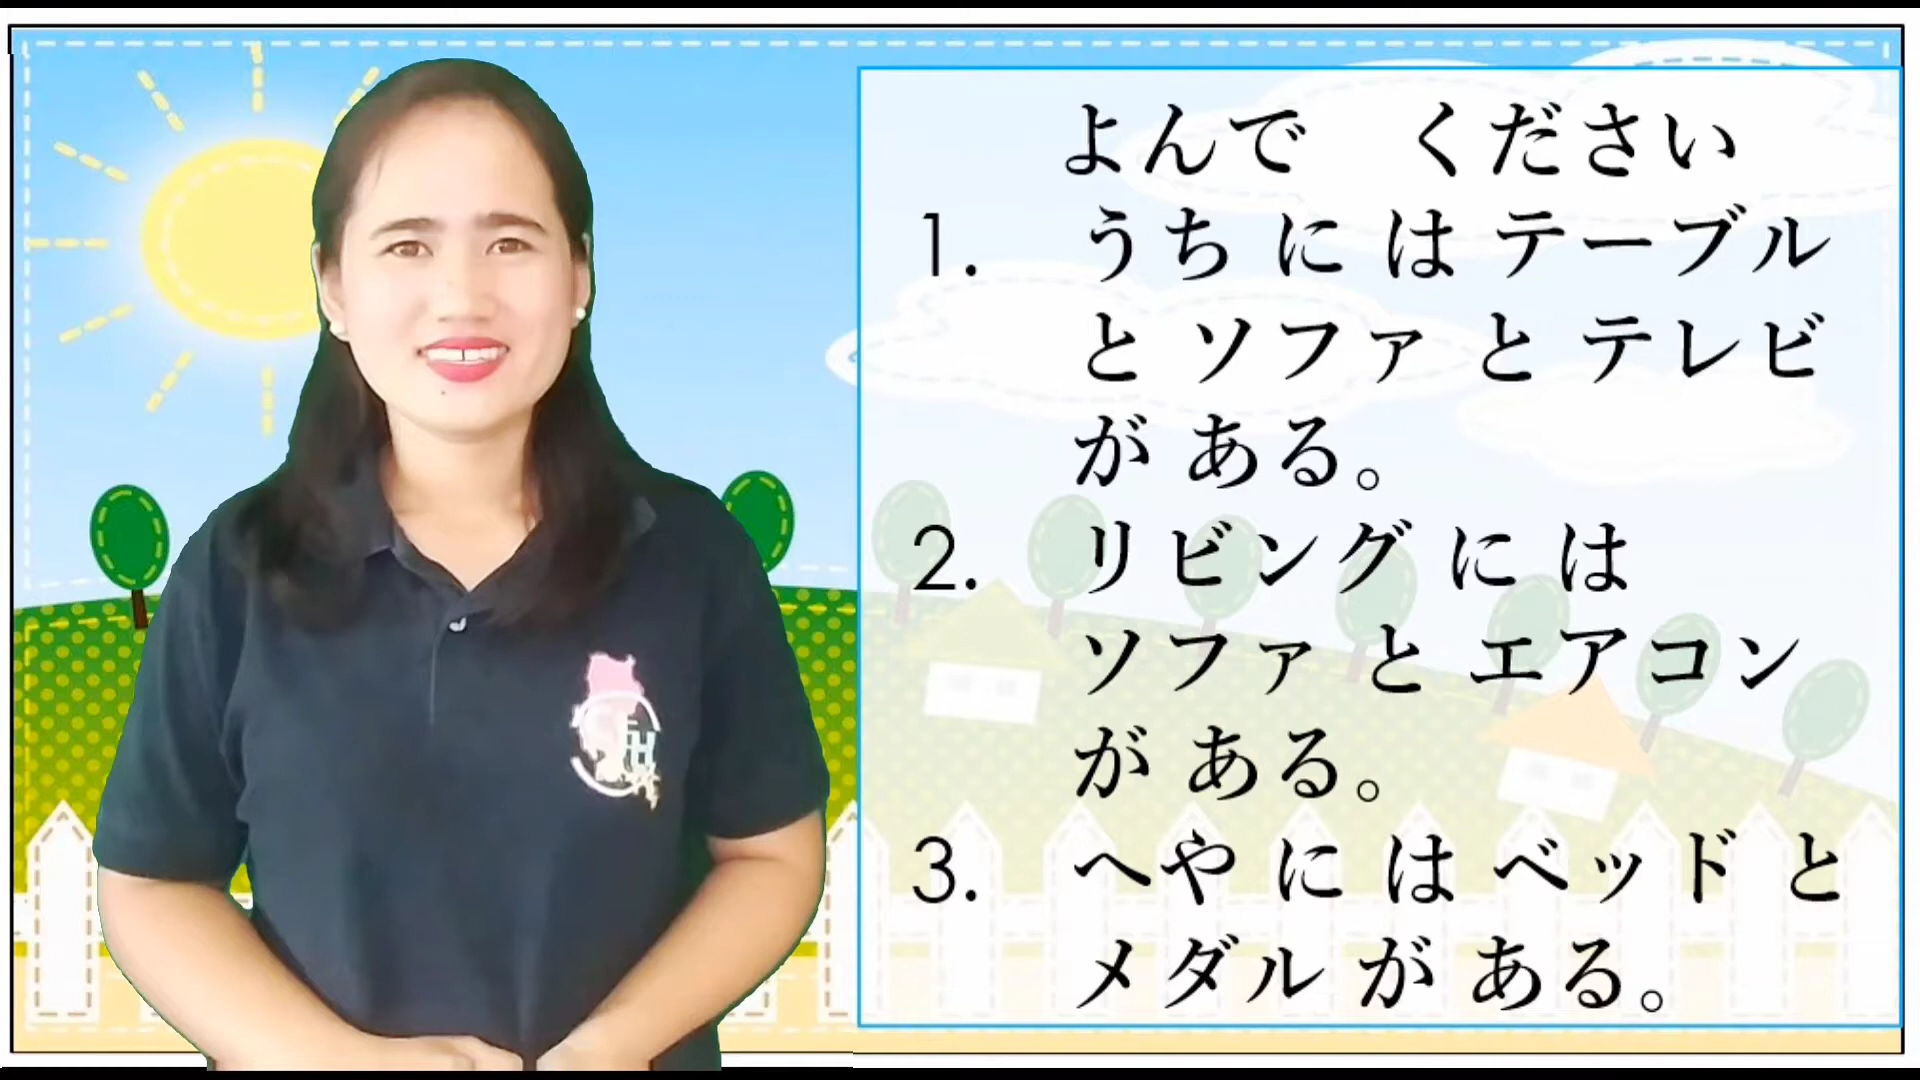 よんで　ください
1. うち に は テーブル
と ソファ と テレビ
が ある。
2. リビング に は
ソファ と エアコン
が ある。
3. へや に は ベッド と
メダル が ある。